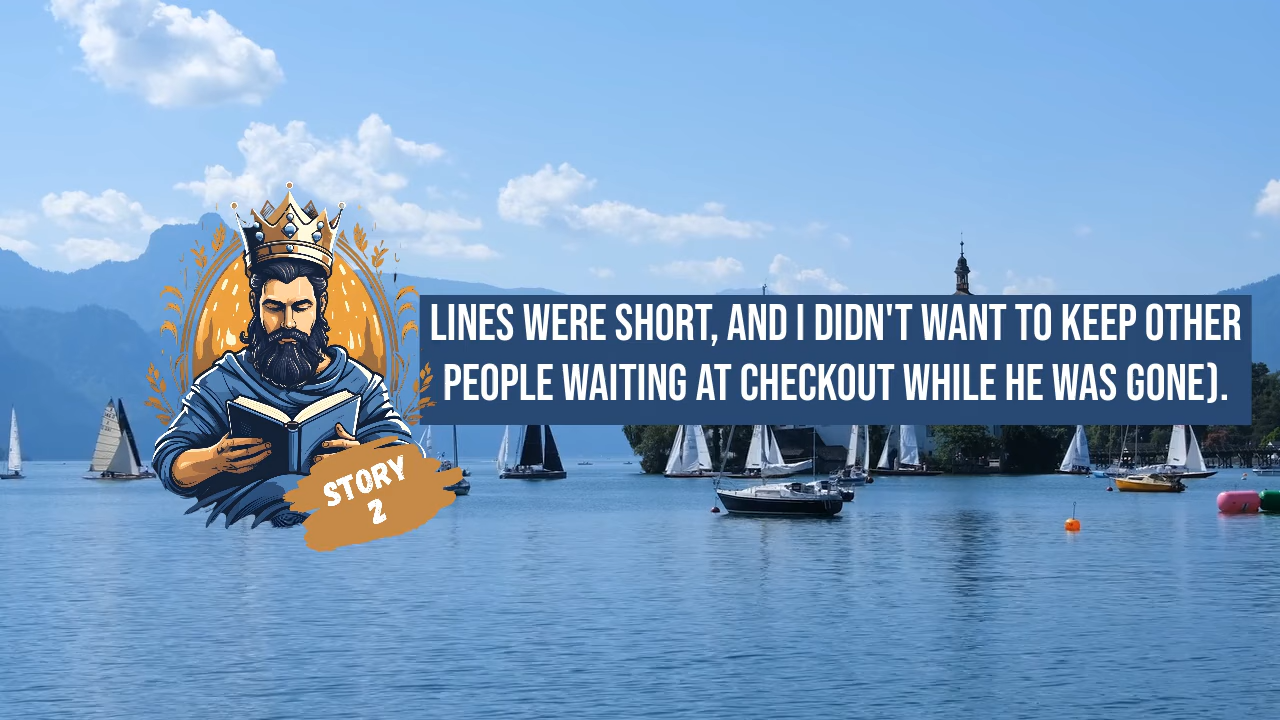 LINES WERE SHORT, AND I DIDN'T WANT TO KEEP OTHER
PEOPLE WAITING AT CHECKOUT WHILE HE WAS GONE).
STORY
2